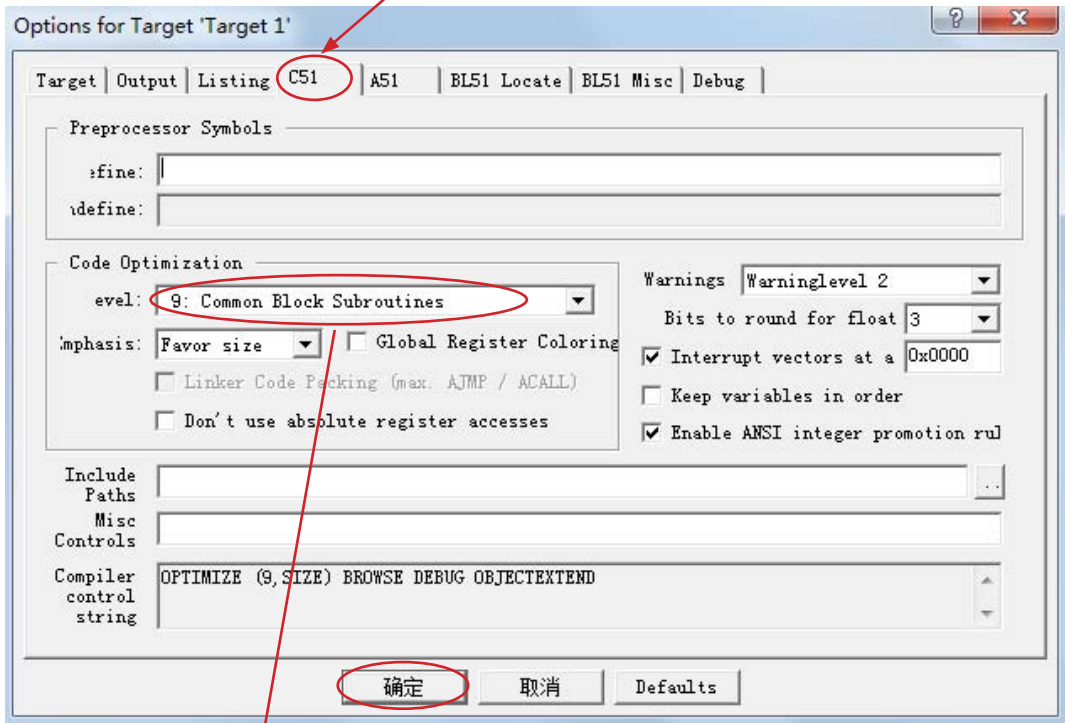 Options for Target 'Target 1'
Target Output Listing C51 A51 BL51 Locate BL51 Misc Debug
Preprocessor Symbols
efine:
define:
Code Optimization
evel: 9: Common Block Subroutines
Warnings Warninglevel 2
Bits to round for float 3
mphasis: Favor size Global Register Coloring
Interrupt vectors at a 0x0000
Linker Code Packing (max. AJMP / ACALL)
Keep variables in order
Don't use absolute register accesses
Enable ANSI integer promotion rul
Include Paths
..
Misc Controls
Compiler control string
OPTIMIZE (9,SIZE) BROWSE DEBUG OBJECTEXTEND
确定 取消 Defaults